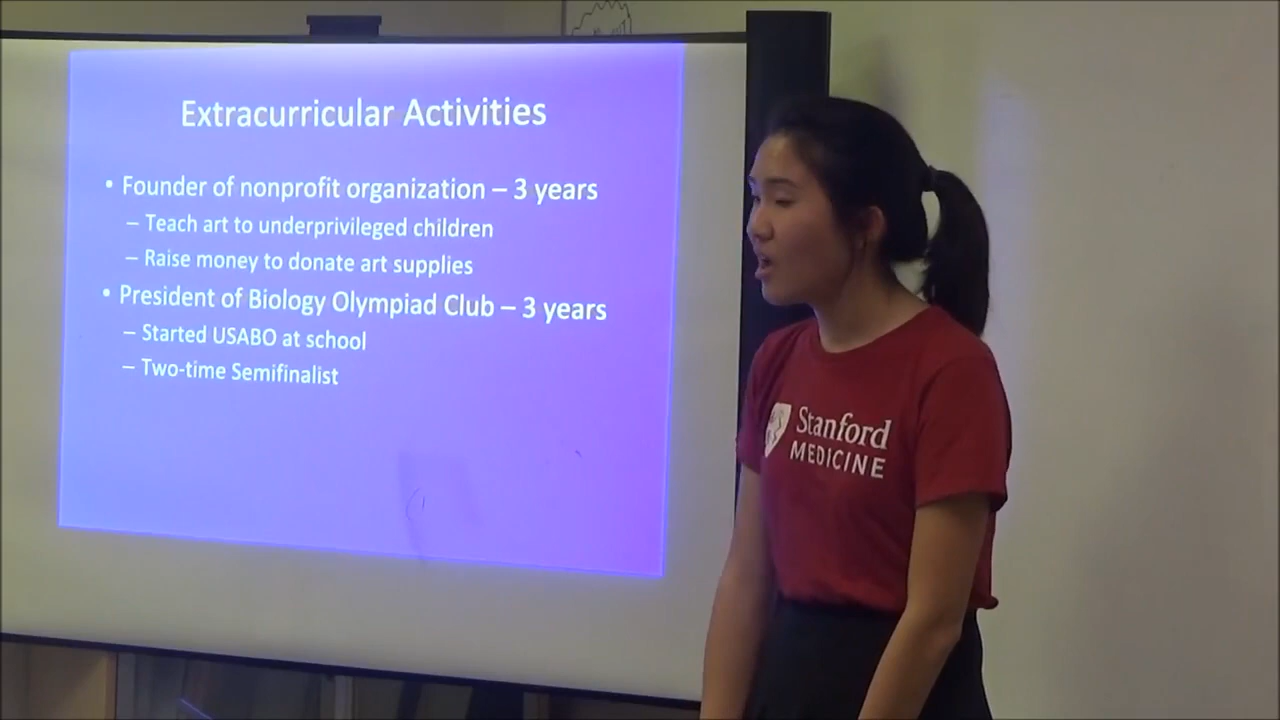 Extracurricular Activities
• Founder of nonprofit organization – 3 years
– Teach art to underprivileged children
– Raise money to donate art supplies
• President of Biology Olympiad Club – 3 years
– Started USABO at school
– Two-time Semifinalist
Stanford
MEDICINE